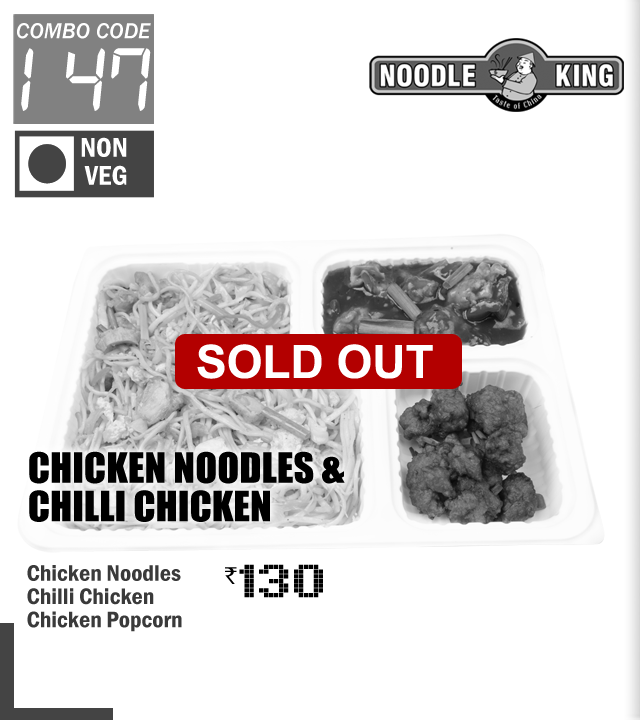 COMBO CODE
147
NON
VEG
NOODLE KING
Taste of China
SOLD OUT
CHICKEN NOODLES &
CHILLI CHICKEN
Chicken Noodles
Chilli Chicken
Chicken Popcorn
₹130